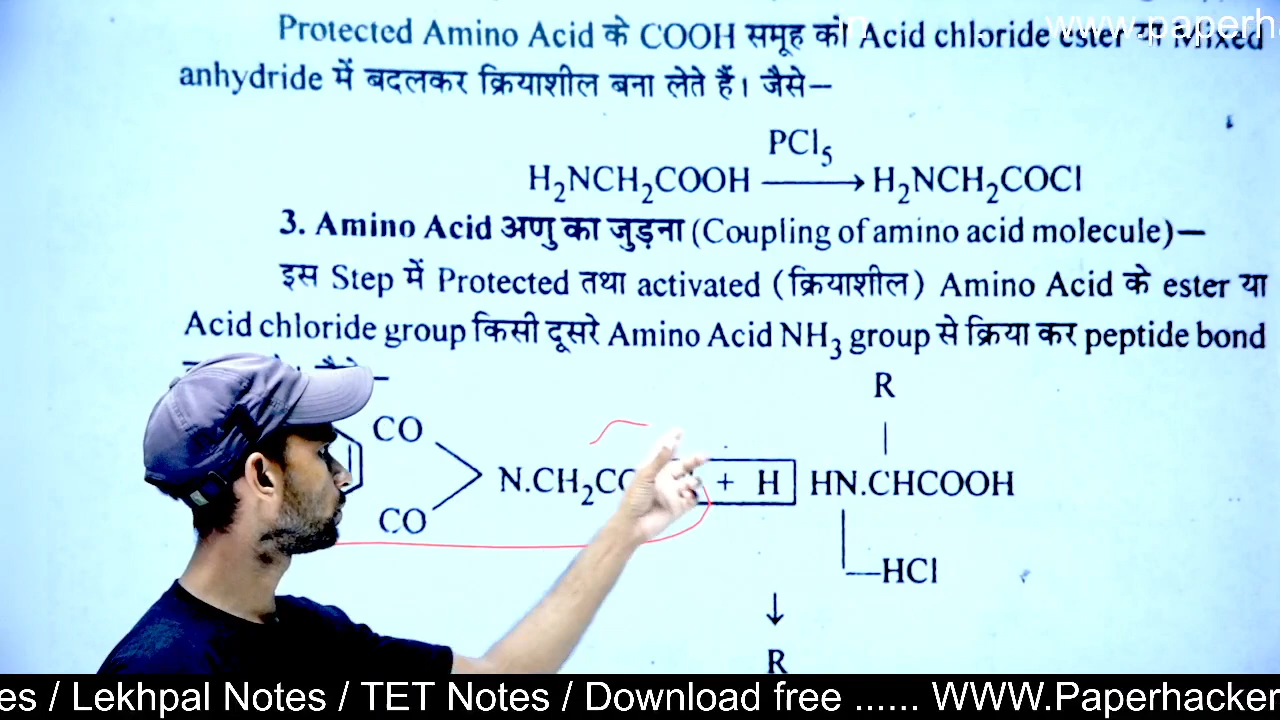 in www.paperh
Protected Amino Acid के COOH समूह को Acid chloride ester या Mixed
anhydride में बदलकर क्रियाशील बना लेते हैं। जैसे—
PCl₅
H₂NCH₂COOH ⟶ H₂NCH₂COCl
3. Amino Acid अणु का जुड़ना (Coupling of amino acid molecule)—
इस Step में Protected तथा activated (क्रियाशील) Amino Acid के ester या
Acid chloride group किसी दूसरे Amino Acid NH₃ group से क्रिया कर peptide bond
R
|
CO
N.CH₂CO + H HN.CHCOOH
CO
—HCl
↓
R
es / Lekhpal Notes / TET Notes / Download free ...... WWW.Paperhacker